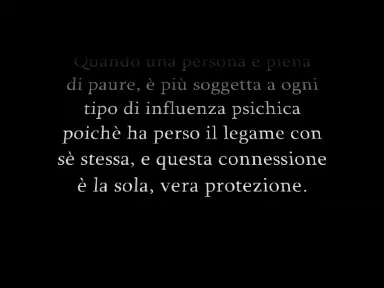 Quando una persona è piena
di paure, è più soggetta a ogni
tipo di influenza psichica
poichè ha perso il legame con
sè stessa, e questa connessione
è la sola, vera protezione.